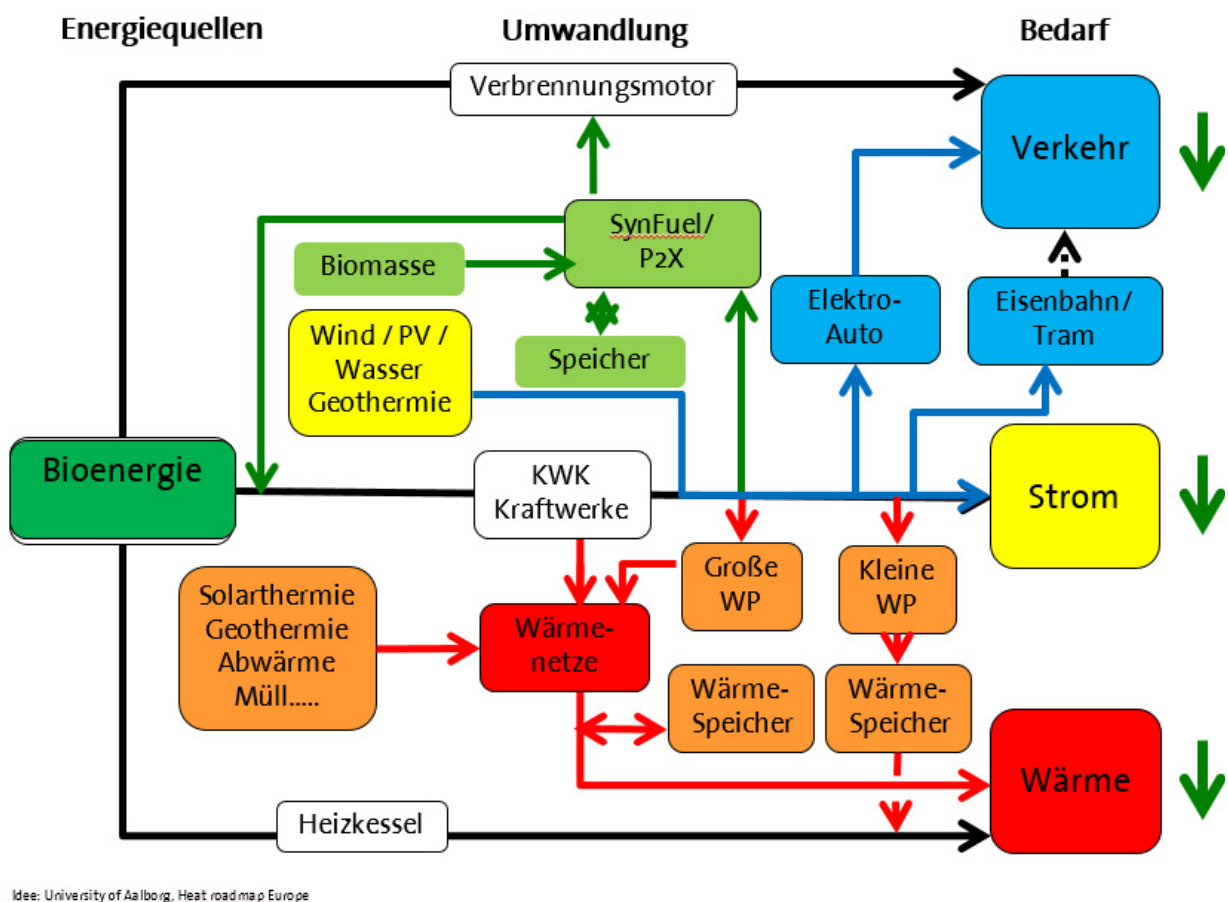 Energiequellen
Umwandlung
Bedarf
Verbrennungsmotor
Verkehr
SynFuel/
P2X
Biomasse
Wind / PV /
Wasser
Geothermie
Speicher
Elektro-
Auto
Eisenbahn/
Tram
Bioenergie
KWK
Kraftwerke
Strom
Große
WP
Kleine
WP
Solarthermie
Geothermie
Abwärme
Müll.....
Wärme-
netze
Wärme-
Speicher
Wärme-
Speicher
Wärme
Heizkessel
Idee: University of Aalborg, Heat roadmap Europe